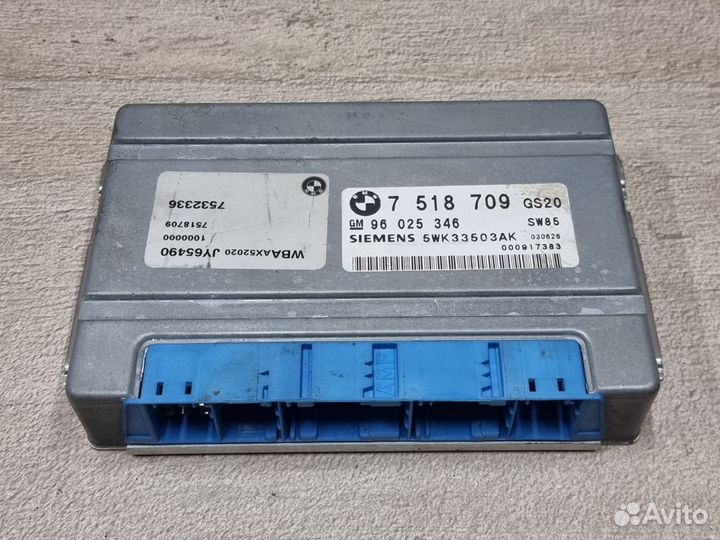 7532336
7518709
1000000
WBAAX52020 JY65490
BMW
7 518 709 GS20
GM 96 025 346 SW85
SIEMENS 5WK33503AK 030626
000917383
AMP
Avito